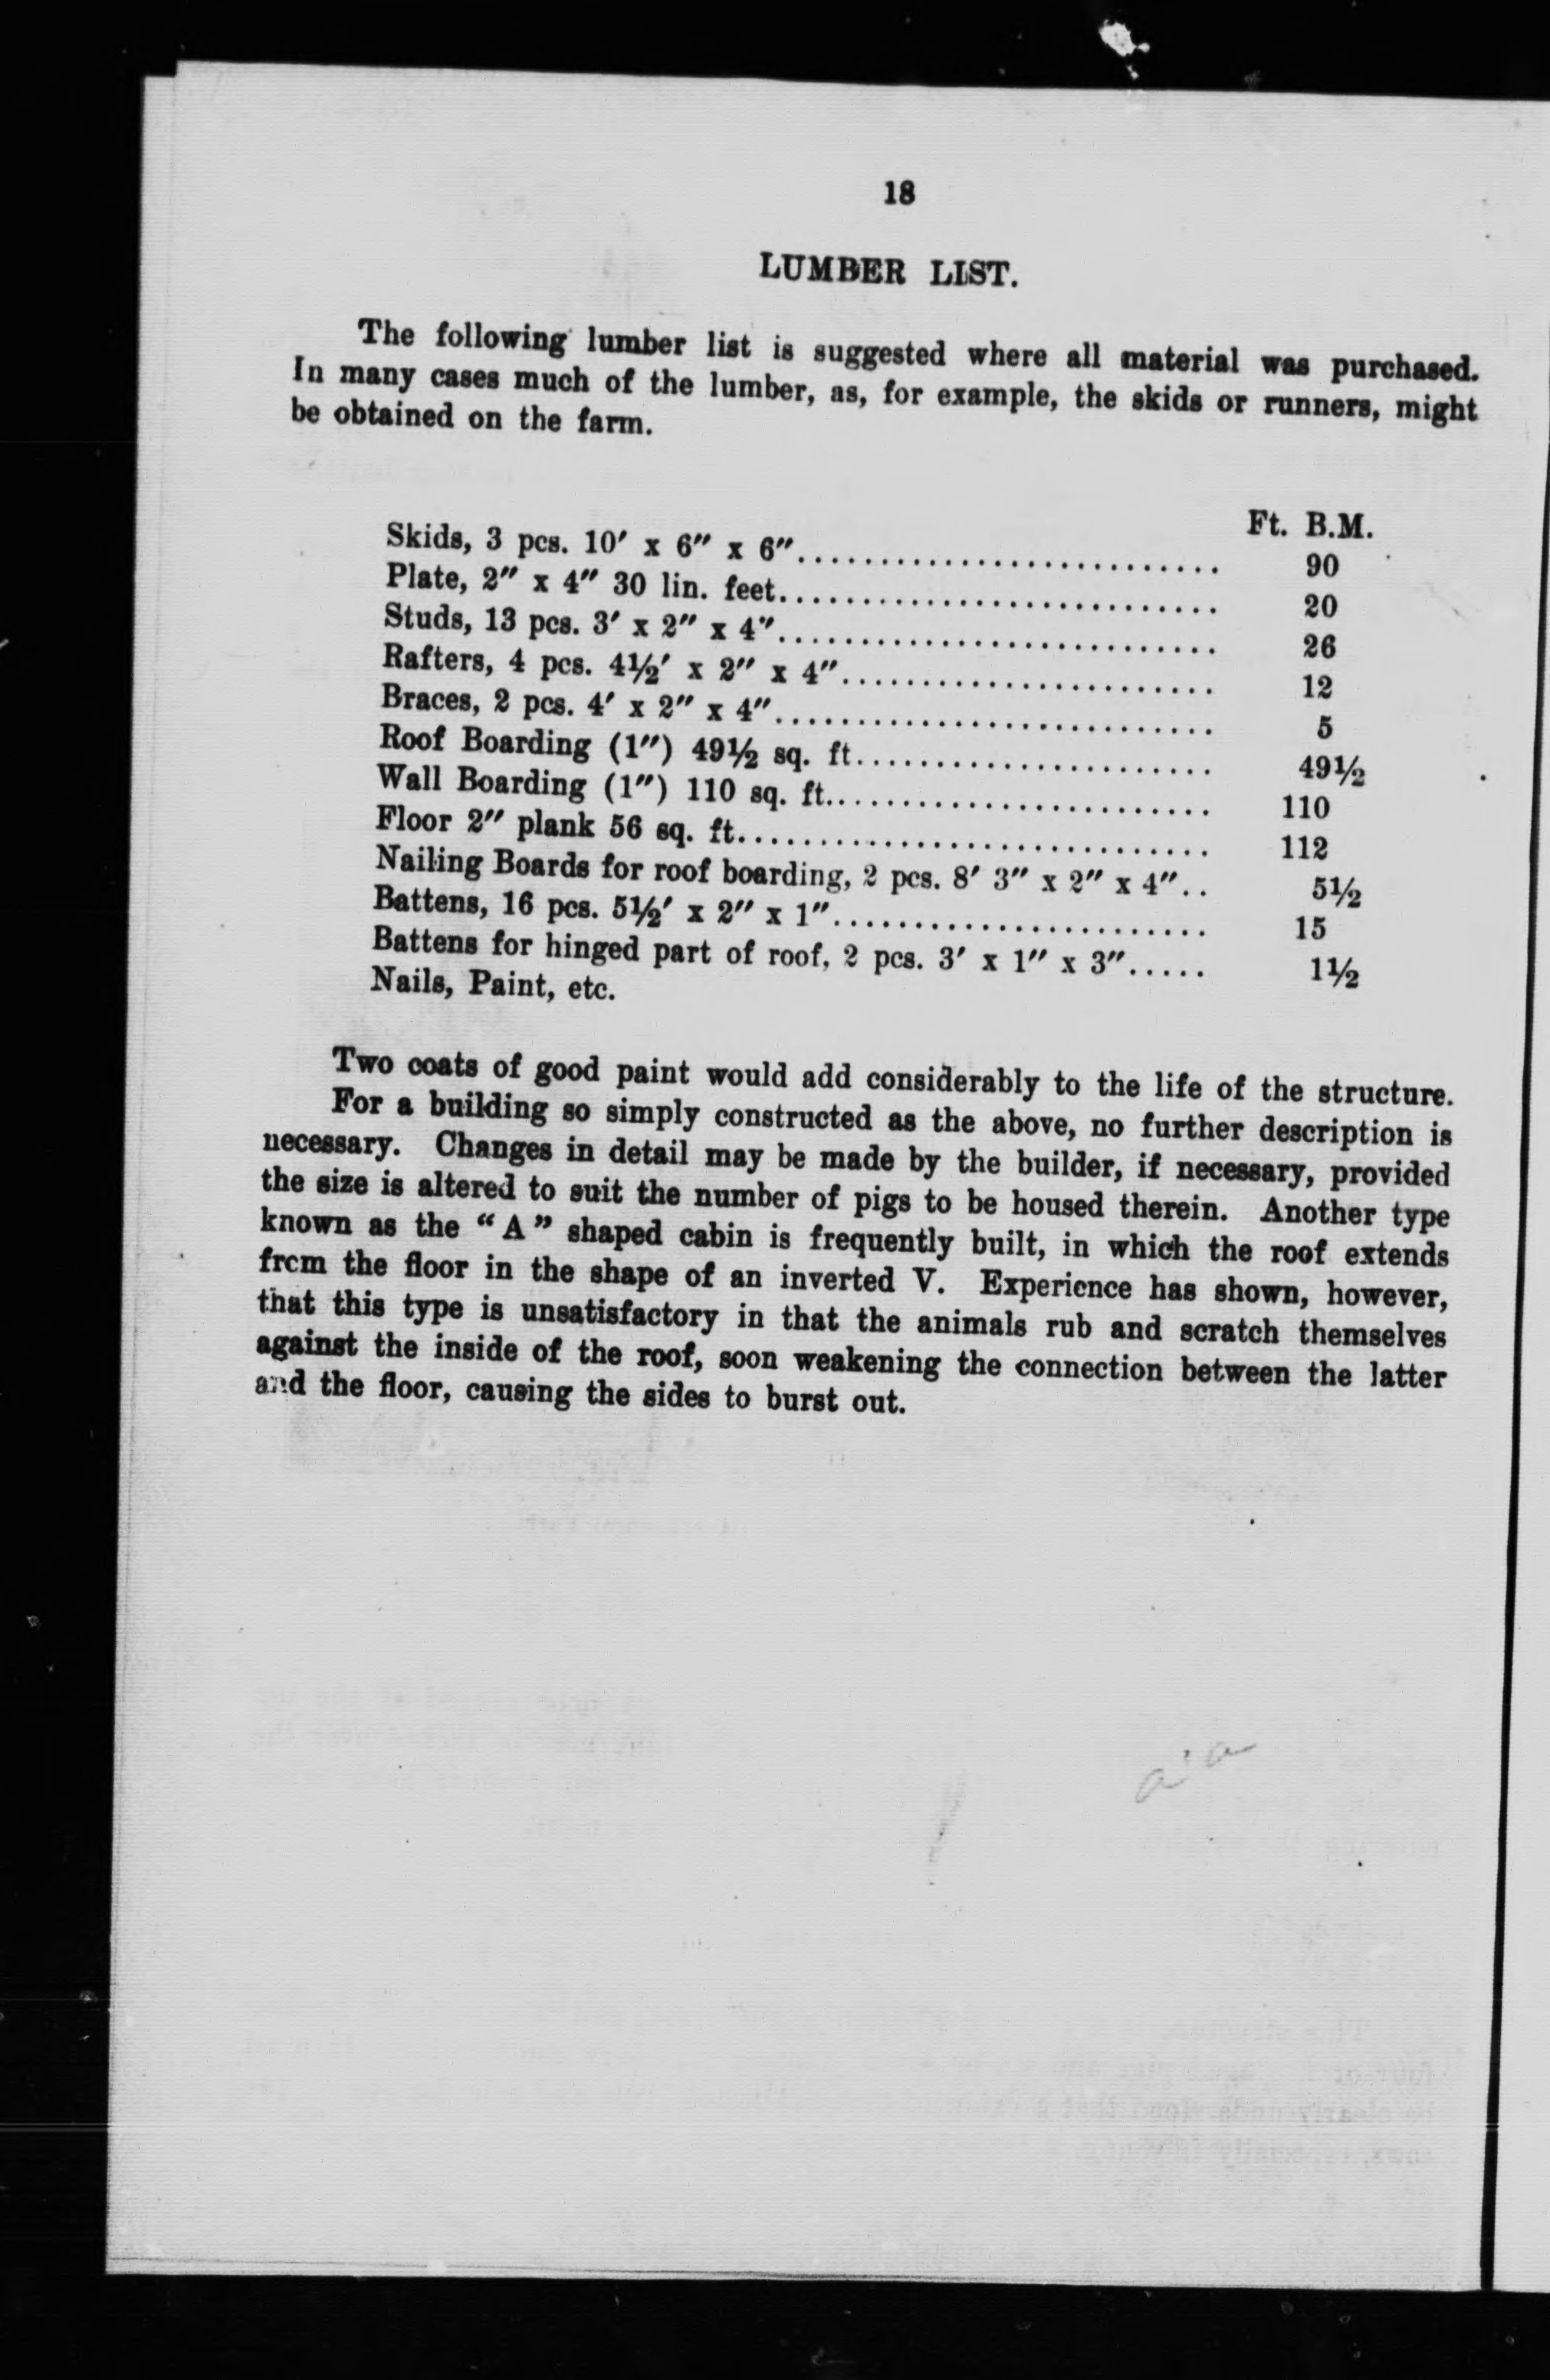 18
LUMBER LIST.
The following lumber list is suggested where all material was purchased.
In many cases much of the lumber, as, for example, the skids or runners, might
be obtained on the farm.
Ft. B.M.
Skids, 3 pcs. 10′ x 6″ x 6″........................... 90
Plate, 2″ x 4″ 30 lin. feet............................ 20
Studs, 13 pcs. 3′ x 2″ x 4″............................ 26
Rafters, 4 pcs. 4½′ x 2″ x 4″........................ 12
Braces, 2 pcs. 4′ x 2″ x 4″............................ 5
Roof Boarding (1″) 49½ sq. ft....................... 49½
Wall Boarding (1″) 110 sq. ft......................... 110
Floor 2″ plank 56 sq. ft.............................. 112
Nailing Boards for roof boarding, 2 pcs. 8′ 3″ x 2″ x 4″.. 5½
Battens, 16 pcs. 5½′ x 2″ x 1″........................ 15
Battens for hinged part of roof, 2 pcs. 3′ x 1″ x 3″..... 1½
Nails, Paint, etc.
Two coats of good paint would add considerably to the life of the structure.
For a building so simply constructed as the above, no further description is
necessary. Changes in detail may be made by the builder, if necessary, provided
the size is altered to suit the number of pigs to be housed therein. Another type
known as the “A” shaped cabin is frequently built, in which the roof extends
from the floor in the shape of an inverted V. Experience has shown, however,
that this type is unsatisfactory in that the animals rub and scratch themselves
against the inside of the roof, soon weakening the connection between the latter
and the floor, causing the sides to burst out.